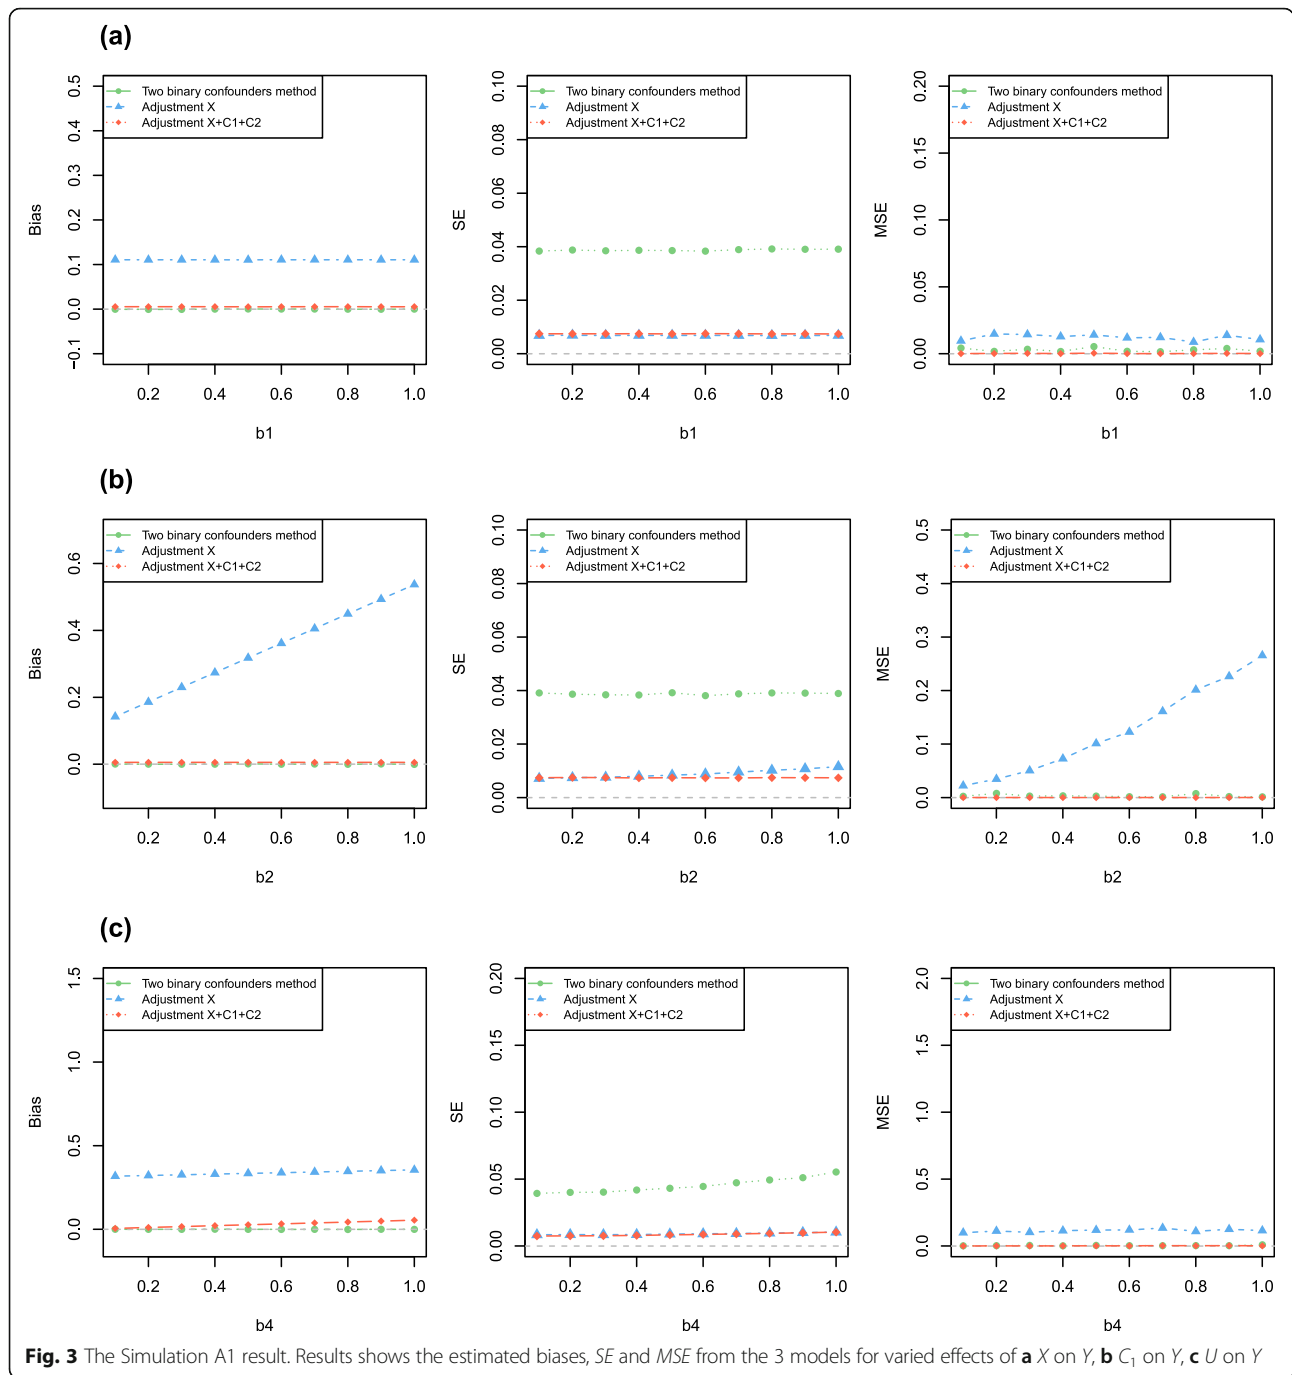 (a)
Two binary confounders method
Adjustment X
Adjustment X+C1+C2
Bias
−0.1 0.0 0.1 0.2 0.3 0.4 0.5
0.2 0.4 0.6 0.8 1.0
b1
Two binary confounders method
Adjustment X
Adjustment X+C1+C2
SE
0.00 0.02 0.04 0.06 0.08 0.10
0.2 0.4 0.6 0.8 1.0
b1
Two binary confounders method
Adjustment X
Adjustment X+C1+C2
MSE
0.00 0.05 0.10 0.15 0.20
0.2 0.4 0.6 0.8 1.0
b1
(b)
Two binary confounders method
Adjustment X
Adjustment X+C1+C2
Bias
0.0 0.2 0.4 0.6
0.2 0.4 0.6 0.8 1.0
b2
Two binary confounders method
Adjustment X
Adjustment X+C1+C2
SE
0.00 0.02 0.04 0.06 0.08 0.10
0.2 0.4 0.6 0.8 1.0
b2
Two binary confounders method
Adjustment X
Adjustment X+C1+C2
MSE
0.0 0.1 0.2 0.3 0.4 0.5
0.2 0.4 0.6 0.8 1.0
b2
(c)
Two binary confounders method
Adjustment X
Adjustment X+C1+C2
Bias
0.0 0.5 1.0 1.5
0.2 0.4 0.6 0.8 1.0
b4
Two binary confounders method
Adjustment X
Adjustment X+C1+C2
SE
0.00 0.05 0.10 0.15 0.20
0.2 0.4 0.6 0.8 1.0
b4
Two binary confounders method
Adjustment X
Adjustment X+C1+C2
MSE
0.0 0.5 1.0 1.5 2.0
0.2 0.4 0.6 0.8 1.0
b4
Fig. 3 The Simulation A1 result. Results shows the estimated biases, SE and MSE from the 3 models for varied effects of a X on Y, b C₁ on Y, c U on Y